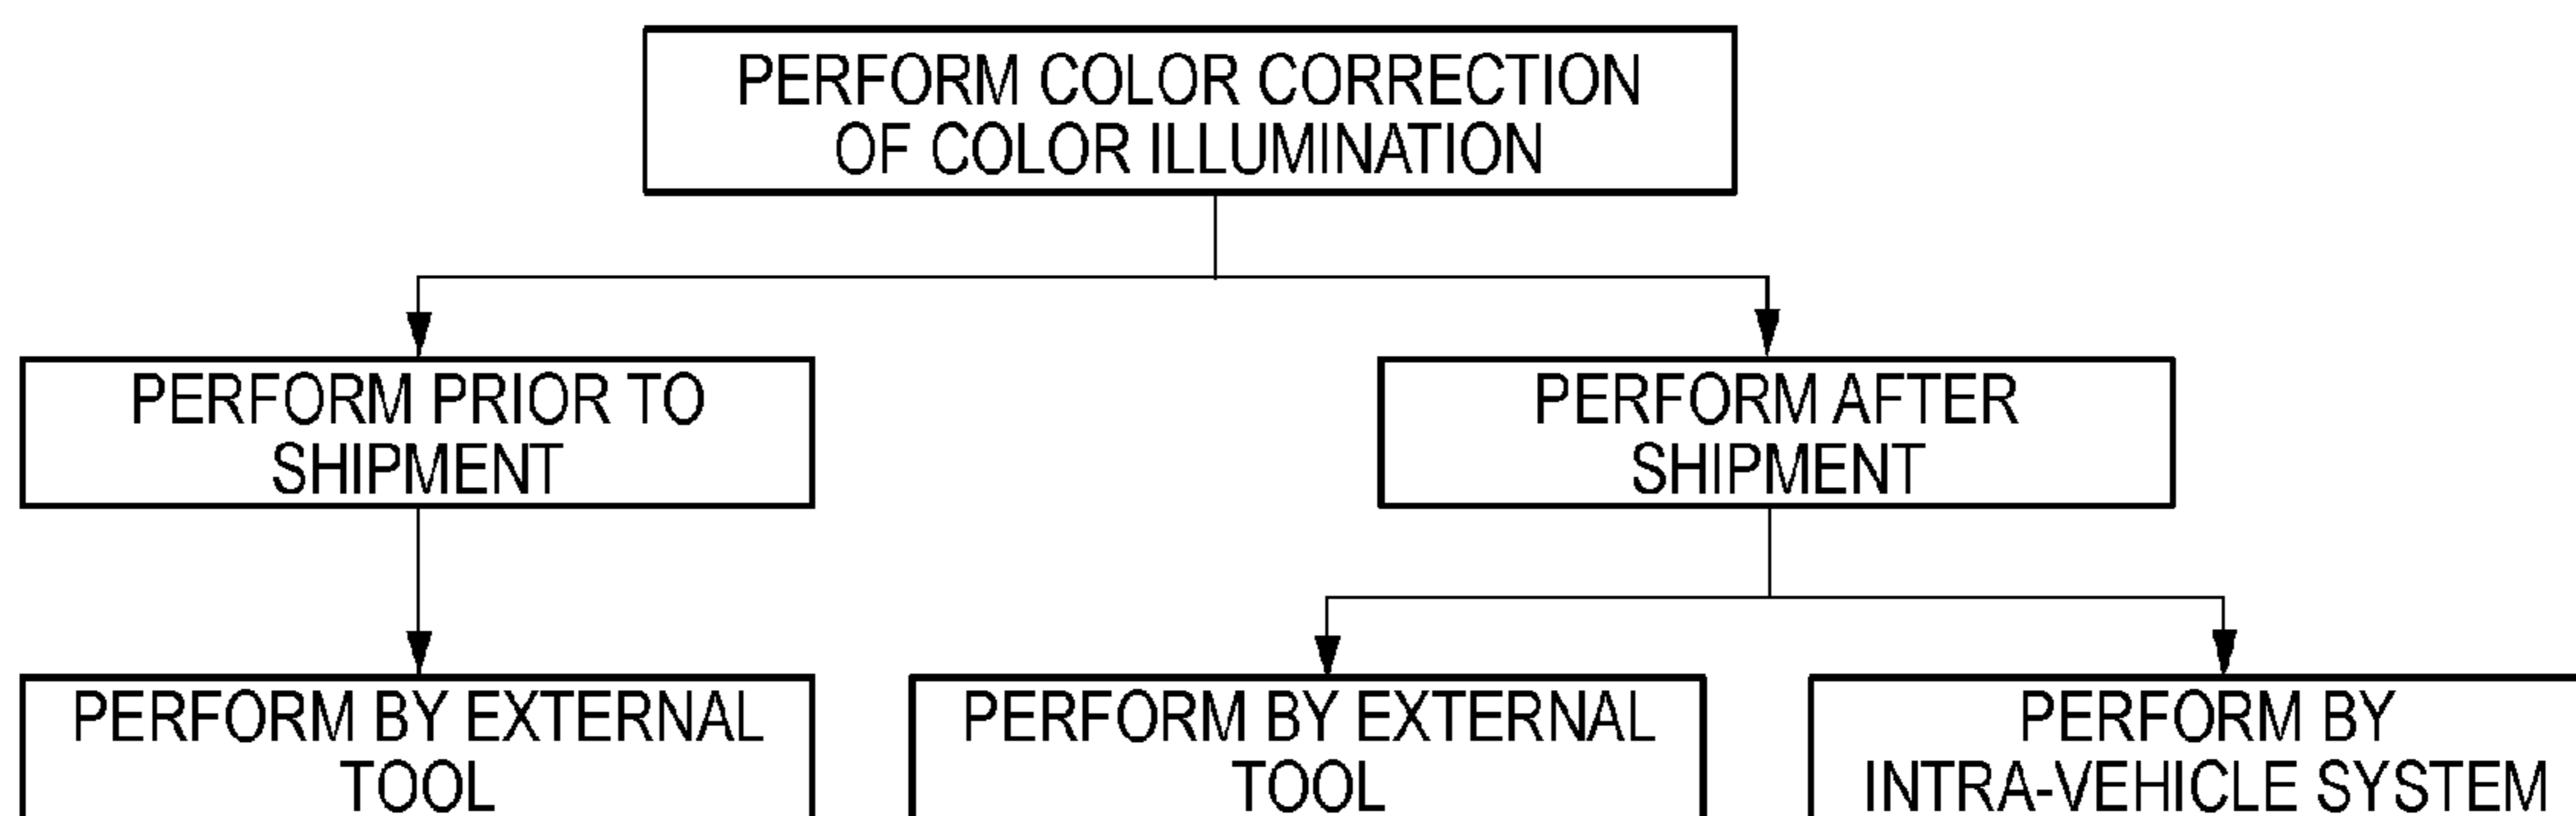 PERFORM COLOR CORRECTION
OF COLOR ILLUMINATION
PERFORM PRIOR TO
SHIPMENT
PERFORM AFTER
SHIPMENT
PERFORM BY EXTERNAL
TOOL
PERFORM BY EXTERNAL
TOOL
PERFORM BY
INTRA-VEHICLE SYSTEM